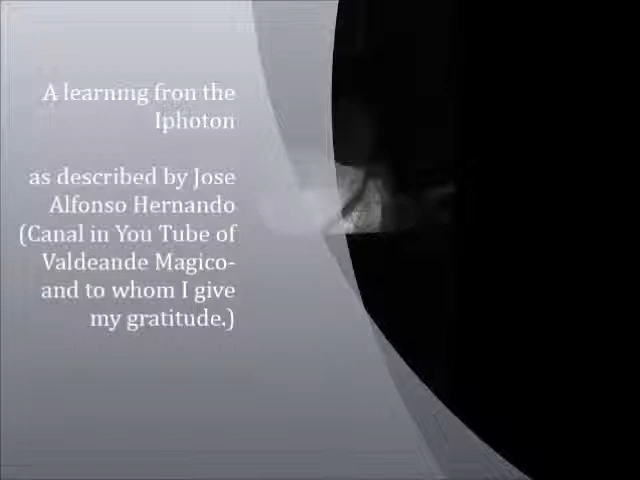 A learning fron the
Iphoton
as described by Jose
Alfonso Hernando
(Canal in You Tube of
Valdeande Magico-
and to whom I give
my gratitude.)